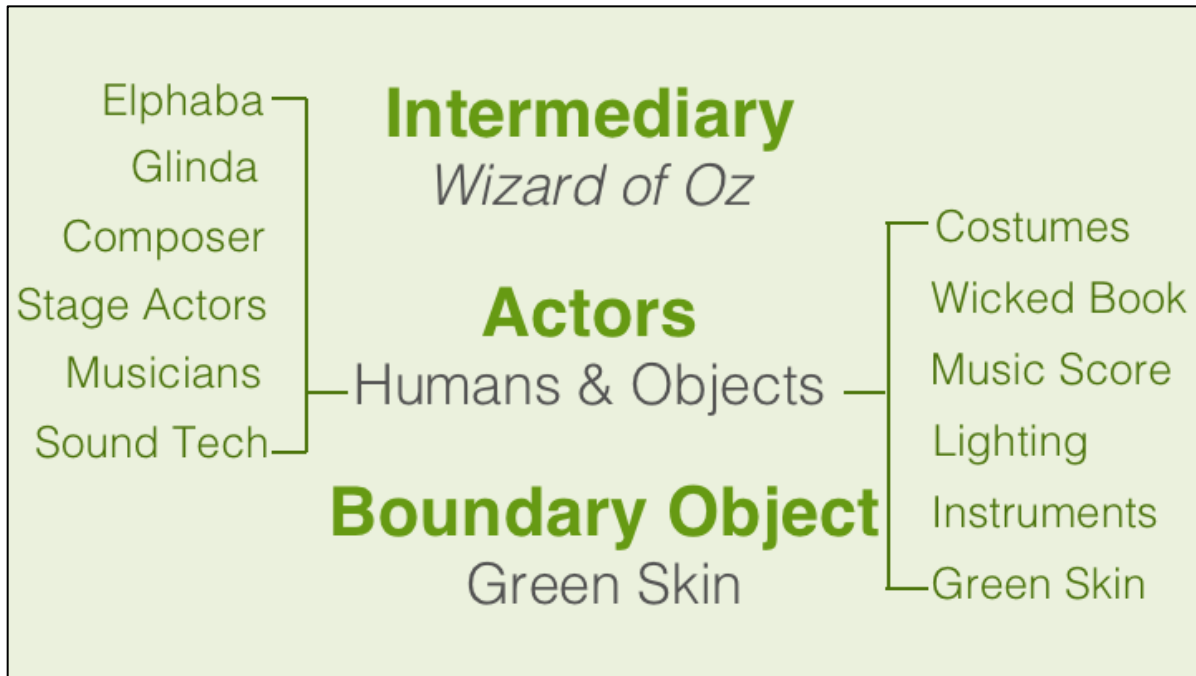 Elphaba
Glinda
Composer
Stage Actors
Musicians
Sound Tech
Intermediary
Wizard of Oz
Actors
Humans & Objects
Boundary Object
Green Skin
Costumes
Wicked Book
Music Score
Lighting
Instruments
Green Skin